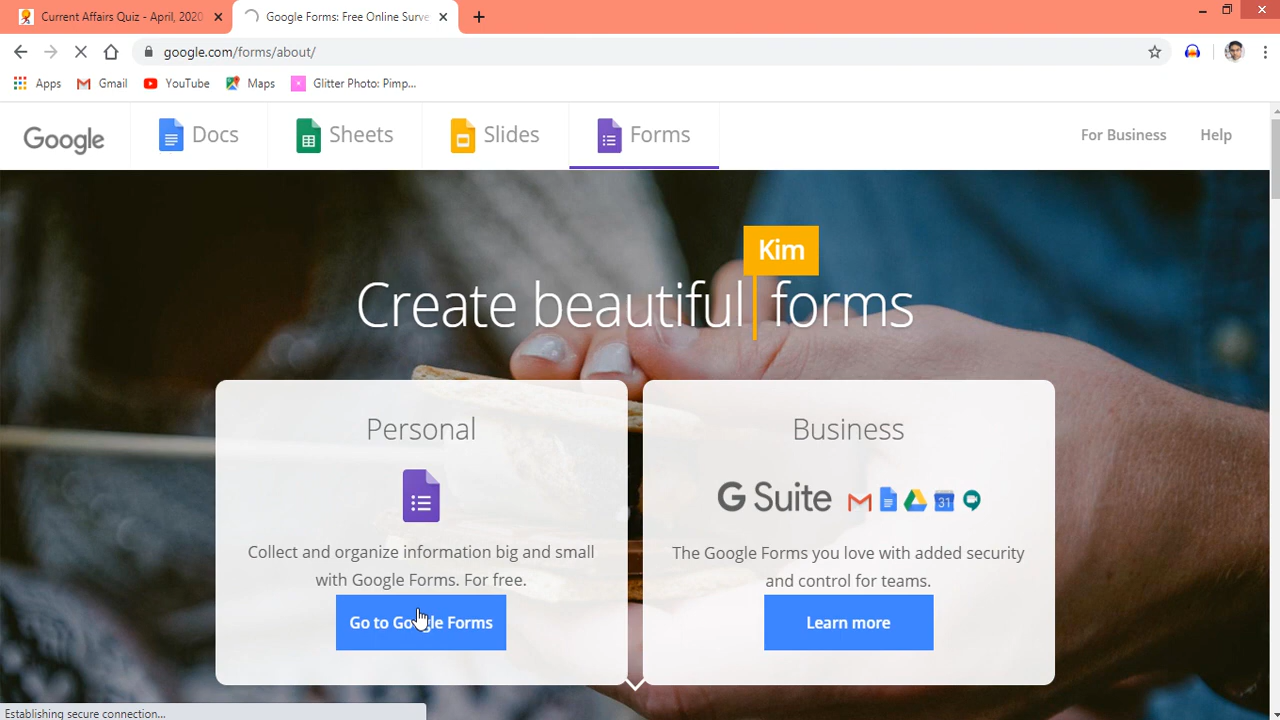 Current Affairs Quiz - April, 2020
Google Forms: Free Online Surve
google.com/forms/about/
Apps
Gmail
YouTube
Maps
Glitter Photo: Pimp...
Google
Docs
Sheets
Slides
Forms
For Business
Help
Kim
Create beautiful forms
Personal
Collect and organize information big and small
with Google Forms. For free.
Go to Google Forms
Business
G Suite
31
The Google Forms you love with added security
and control for teams.
Learn more
Establishing secure connection...